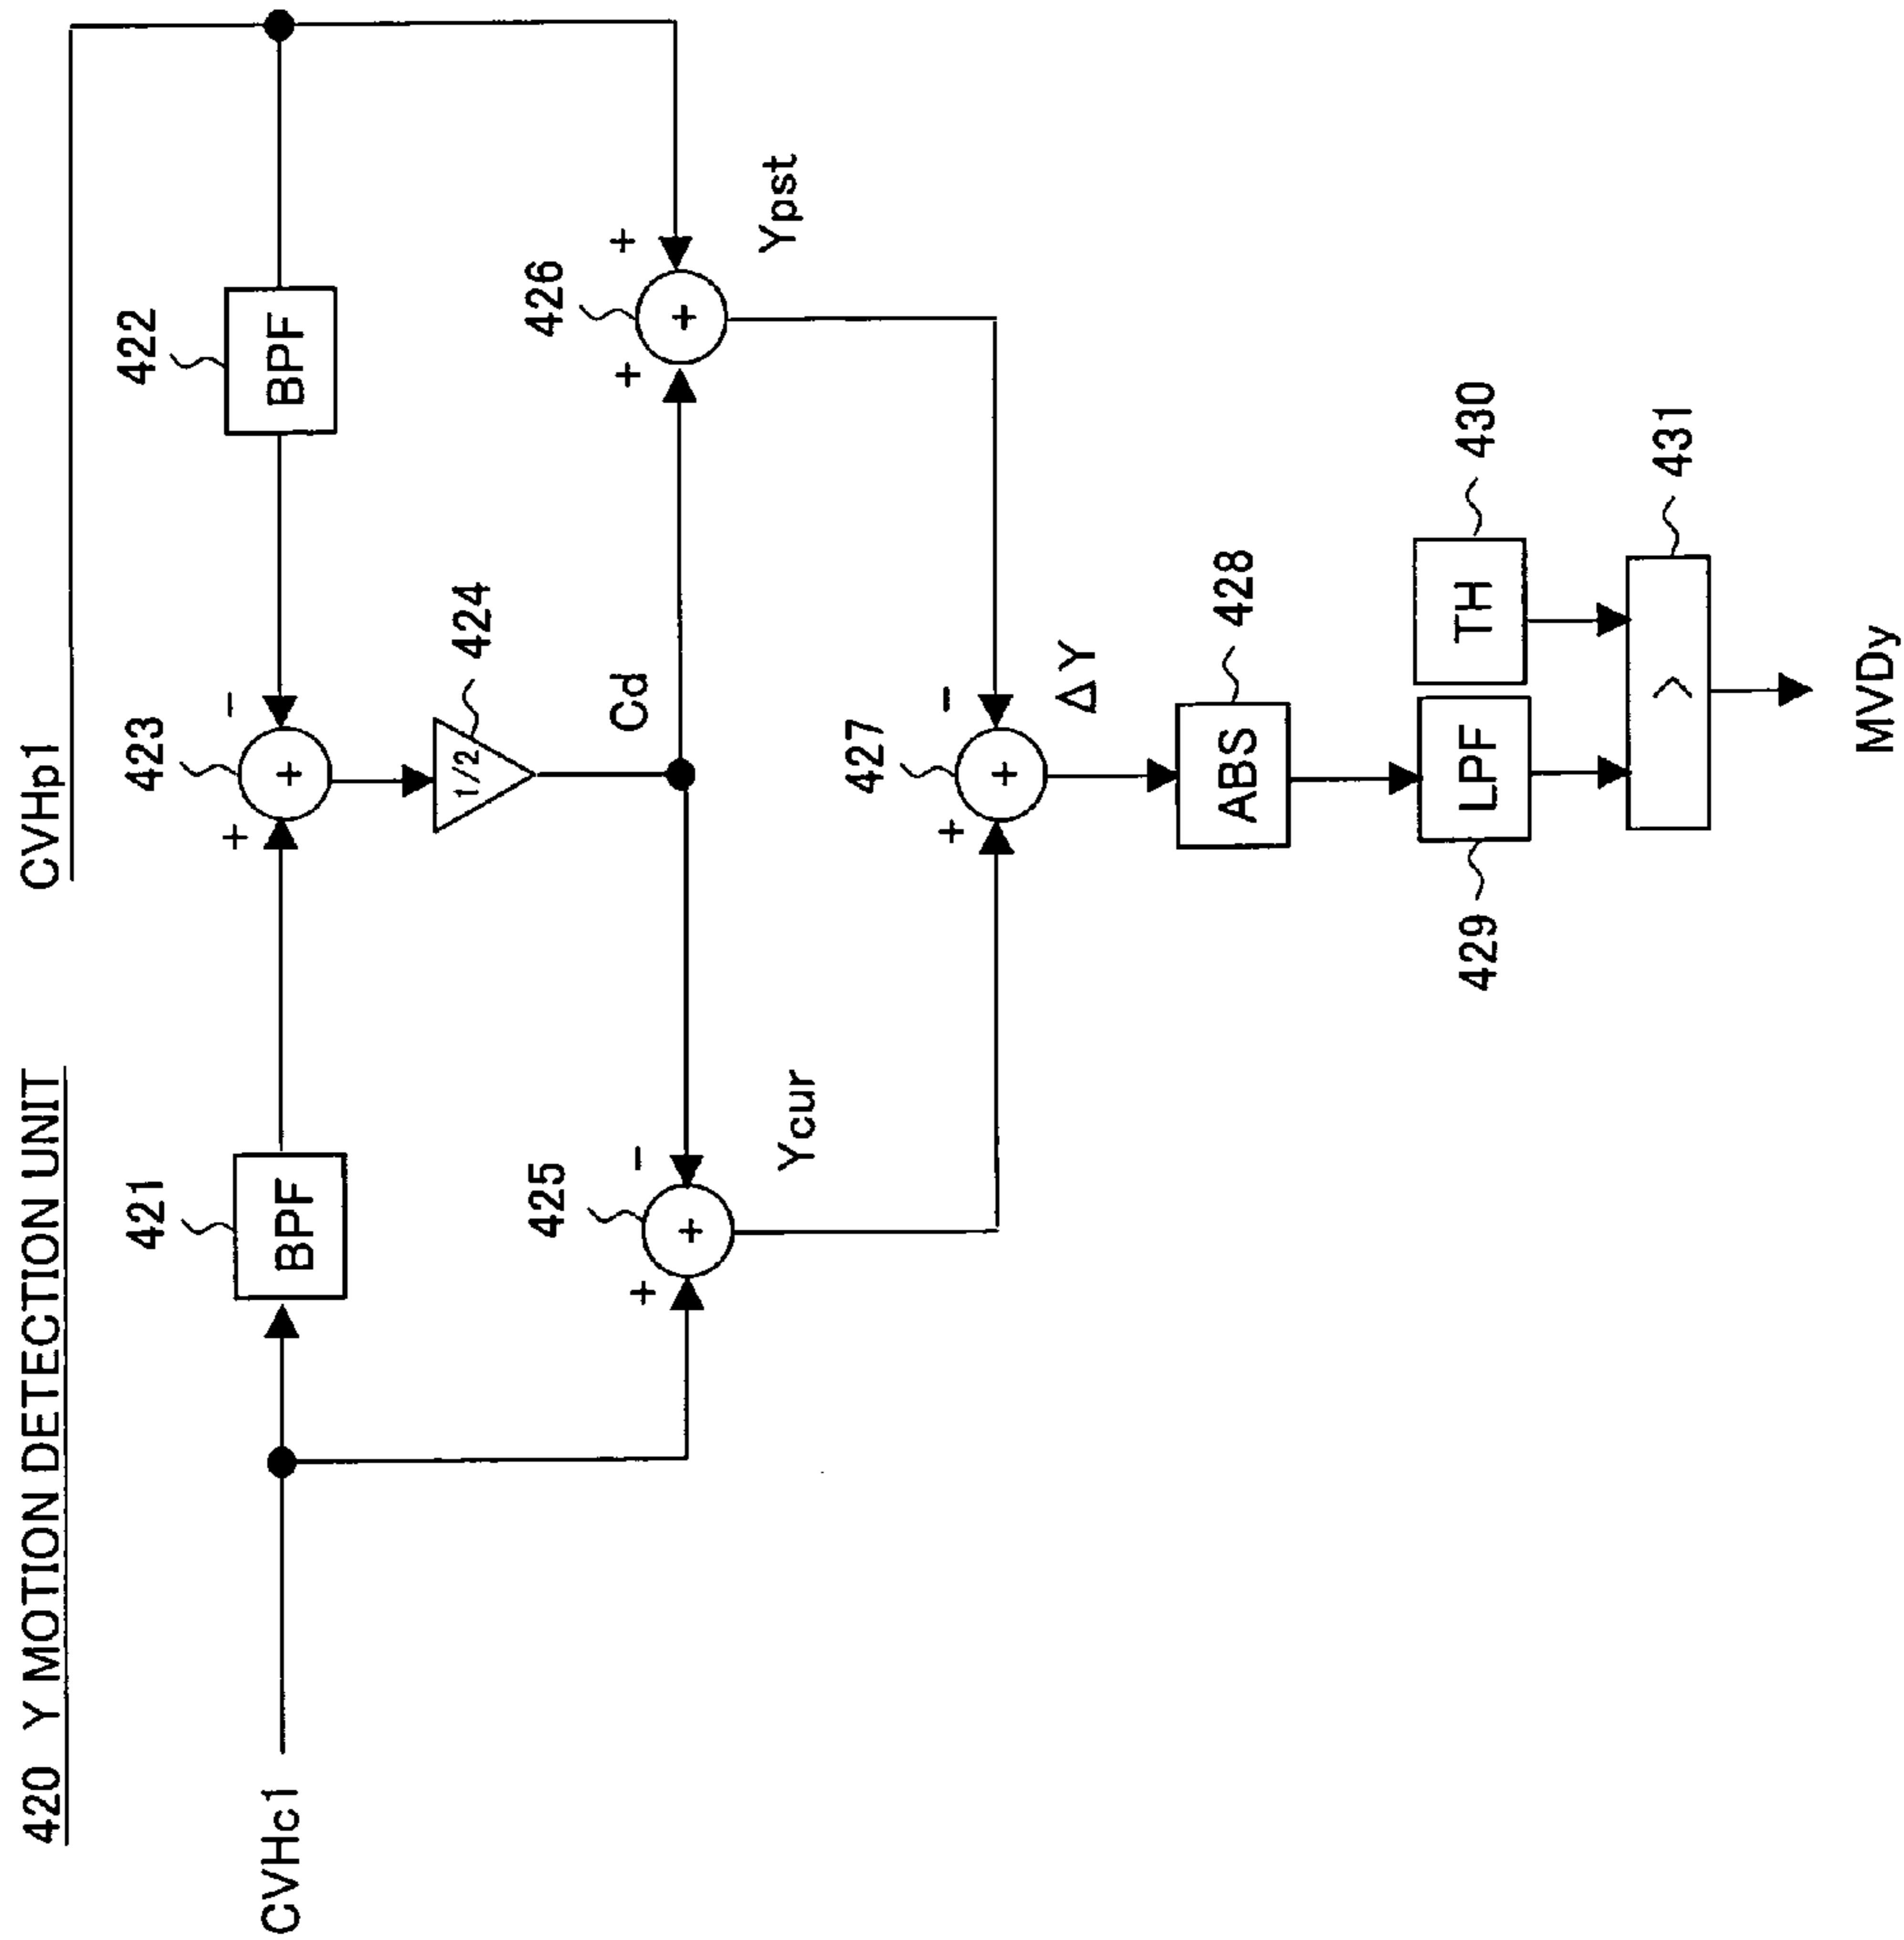 420 Y MOTION DETECTION UNIT
CVHp1
421
423
422
CVHc1
BPF
+
+
-
BPF
1/2
424
425
Cd
426
+
+
-
+
+
+
Ycur
Ypst
427
+
+
-
ΔY
ABS
428
429
LPF
TH
430
>
431
MVDy